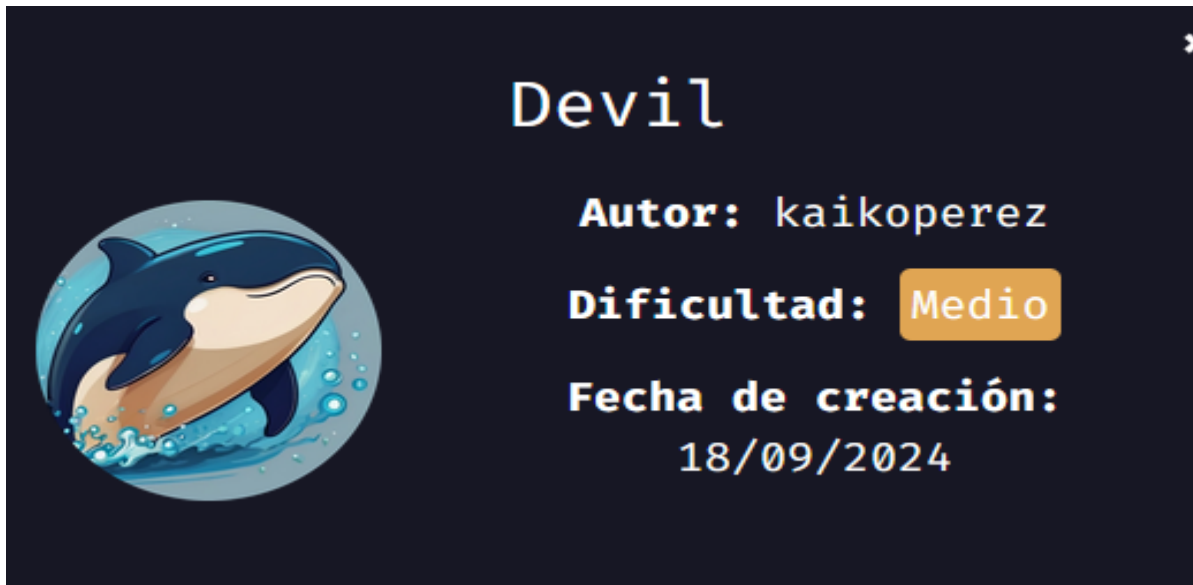 Devil
Autor: kaikoperez
Dificultad: Medio
Fecha de creación:
18/09/2024